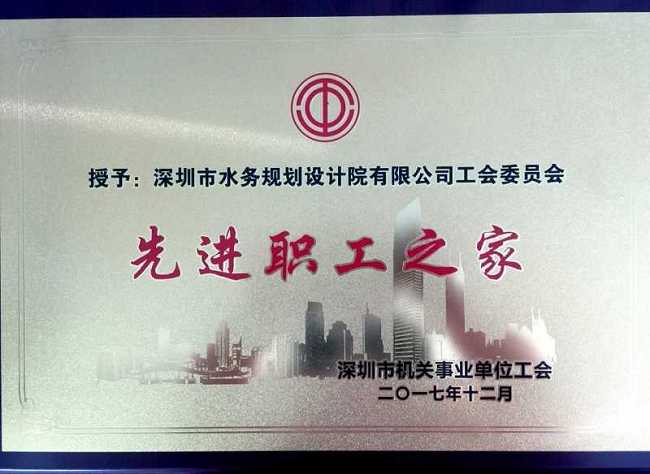 授予：深圳市水务规划设计院有限公司工会委员会
先进职工之家
深圳市机关事业单位工会
二〇一七年十二月